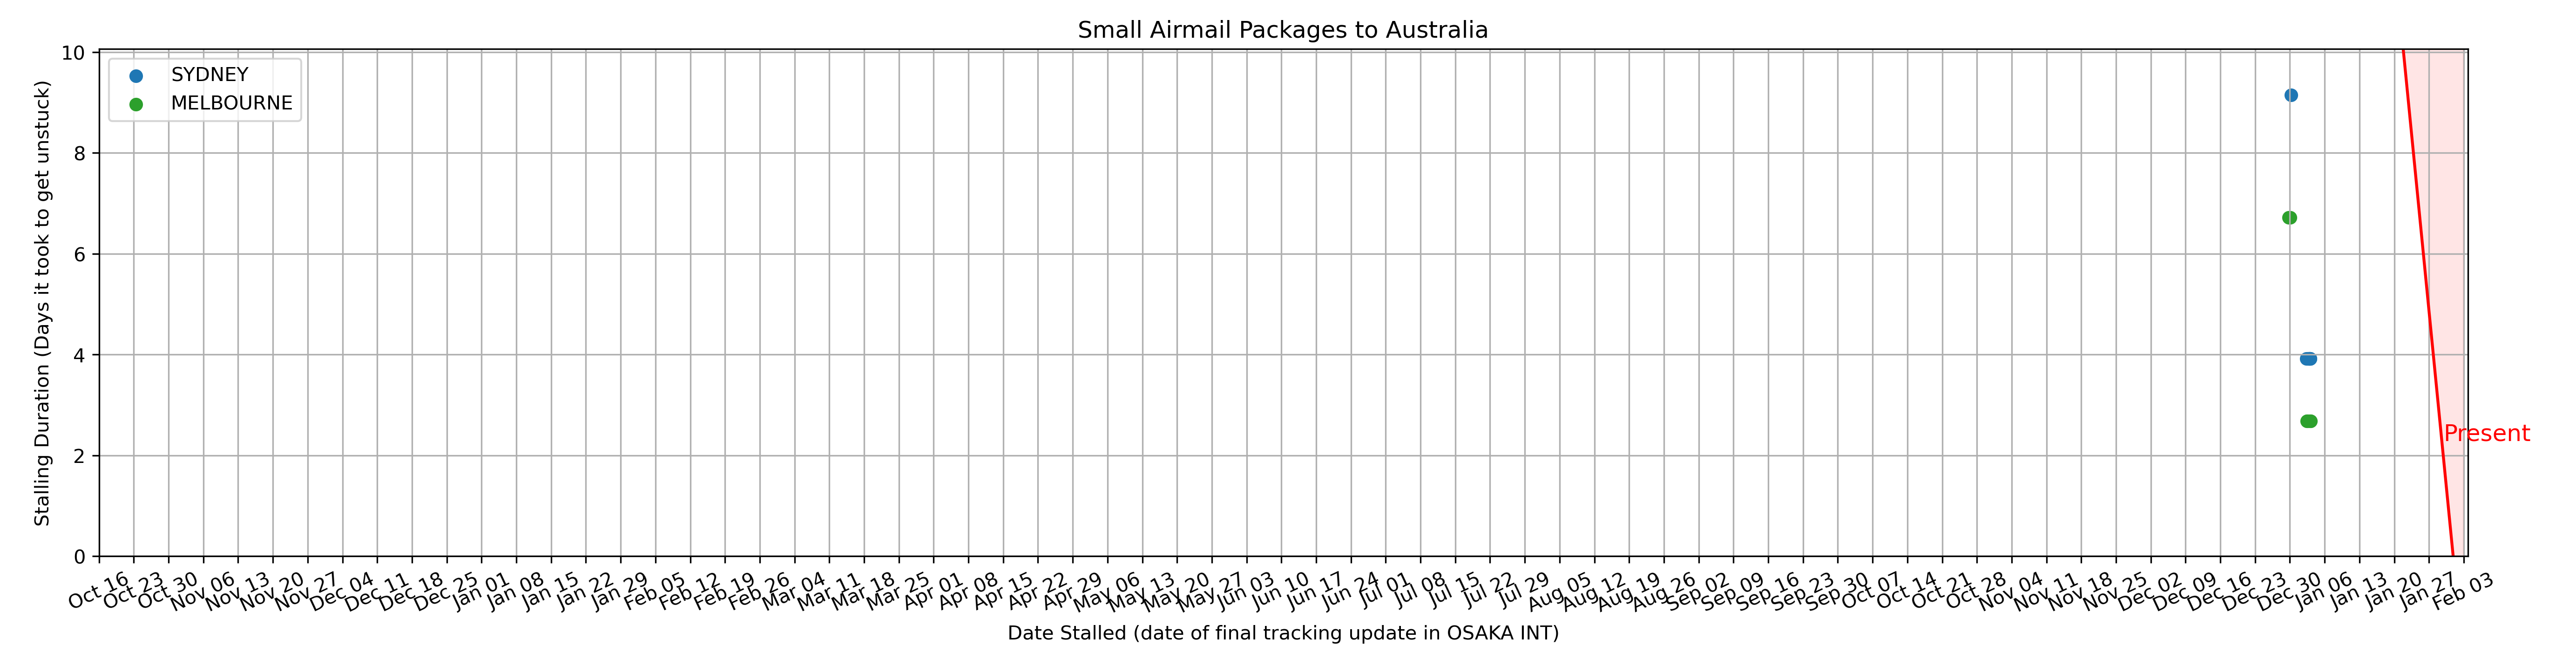 Small Airmail Packages to Australia
SYDNEY
MELBOURNE
Stalling Duration (Days it took to get unstuck)
10
8
6
4
2
0
Present
Oct 16 Oct 23 Oct 30 Nov 06 Nov 13 Nov 20 Nov 27 Dec 04 Dec 11 Dec 18 Dec 25 Jan 01 Jan 08 Jan 15 Jan 22 Jan 29 Feb 05 Feb 12 Feb 19 Feb 26 Mar 04 Mar 11 Mar 18 Mar 25 Apr 01 Apr 08 Apr 15 Apr 22 Apr 29 May 06 May 13 May 20 May 27 Jun 03 Jun 10 Jun 17 Jun 24 Jul 01 Jul 08 Jul 15 Jul 22 Jul 29 Aug 05 Aug 12 Aug 19 Aug 26 Sep 02 Sep 09 Sep 16 Sep 23 Sep 30 Oct 07 Oct 14 Oct 21 Oct 28 Nov 04 Nov 11 Nov 18 Nov 25 Dec 02 Dec 09 Dec 16 Dec 23 Dec 30 Jan 06 Jan 13 Jan 20 Jan 27 Feb 03
Date Stalled (date of final tracking update in OSAKA INT)